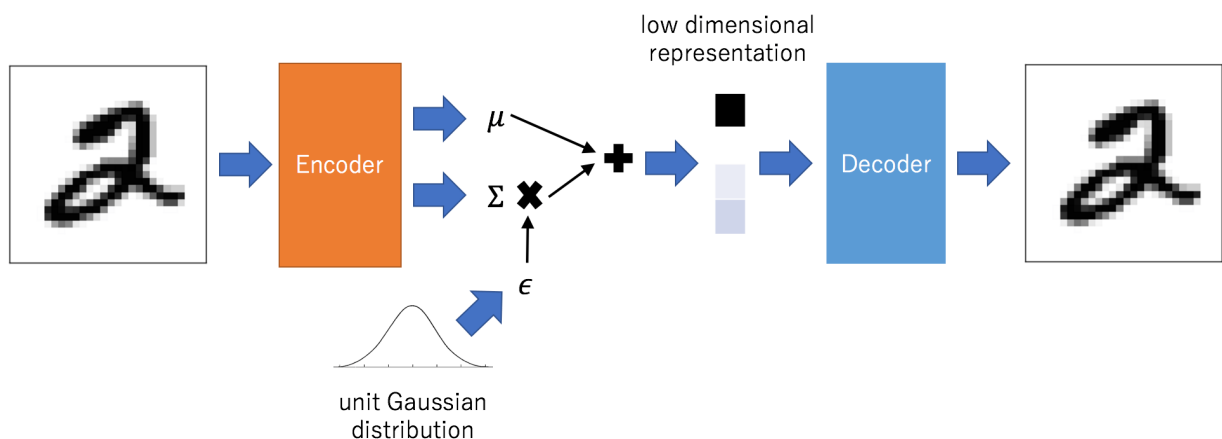 low dimensional
representation
Encoder
μ
Σ
ϵ
Decoder
unit Gaussian
distribution